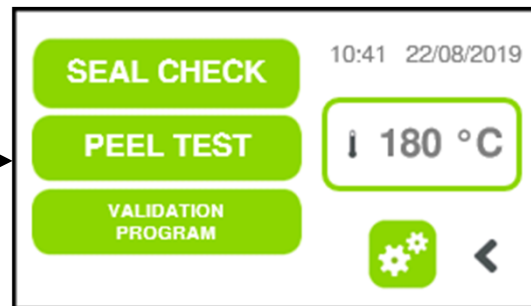 SEAL CHECK
PEEL TEST
VALIDATION
PROGRAM
10:41 22/08/2019
180 °C